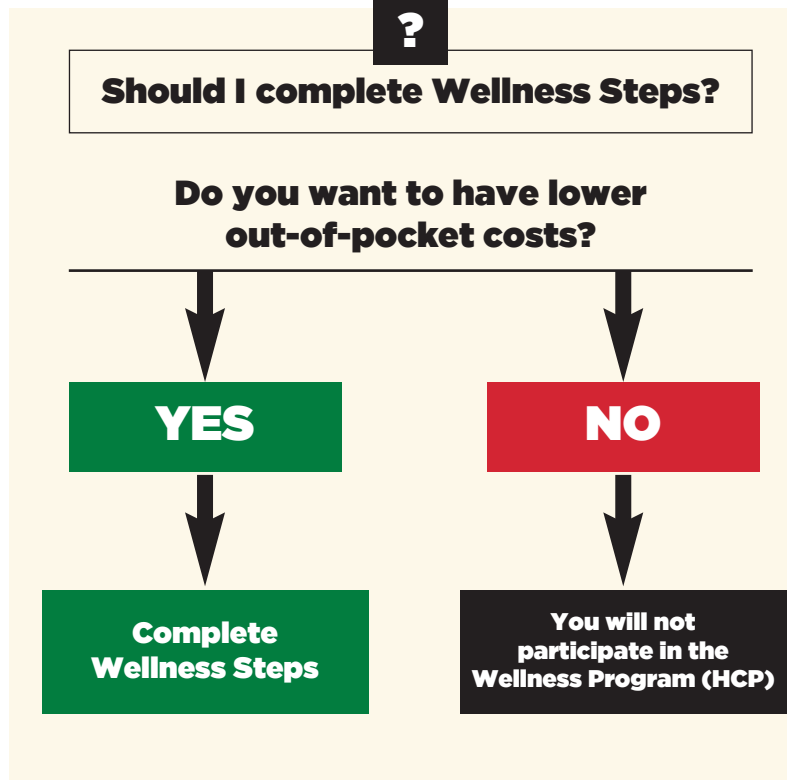 ?
Should I complete Wellness Steps?
Do you want to have lower
out-of-pocket costs?
YES
NO
Complete
Wellness Steps
You will not
participate in the
Wellness Program (HCP)